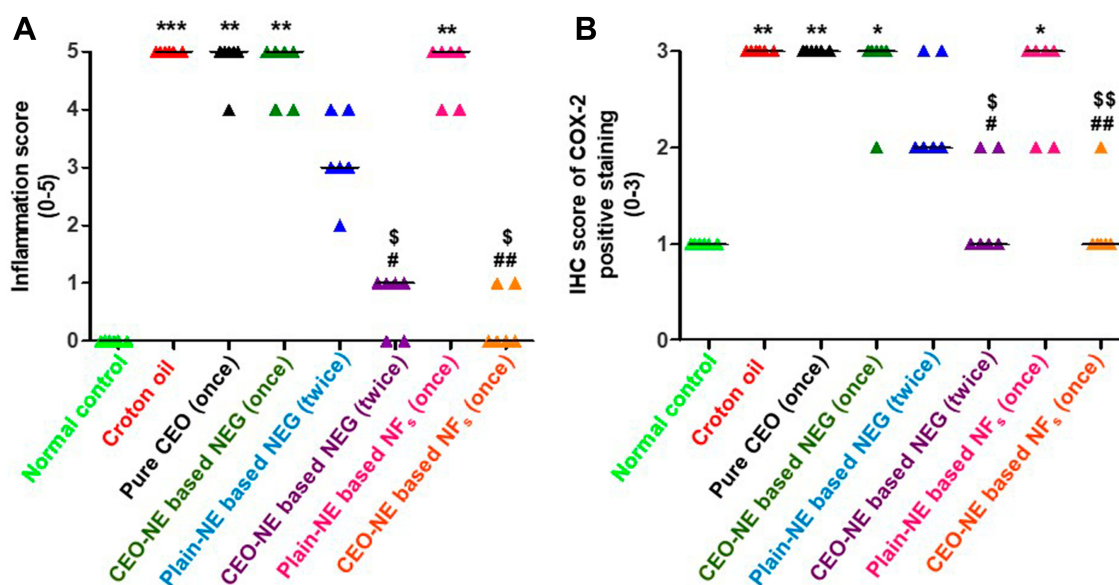 A
Inflammation score
(0-5)
5
4
3
2
1
0
***
**
**
**
$
#
$
##
Normal control
Croton oil
Pure CEO (once)
CEO-NE based NEG (once)
Plain-NE based NEG (twice)
CEO-NE based NEG (twice)
Plain-NE based NFs (once)
CEO-NE based NFs (once)
B
IHC score of COX-2
positive staining
(0-3)
3
2
1
0
**
**
*
*
$
#
$$
##
Normal control
Croton oil
Pure CEO (once)
CEO-NE based NEG (once)
Plain-NE based NEG (twice)
CEO-NE based NEG (twice)
Plain-NE based NFs (once)
CEO-NE based NFs (once)